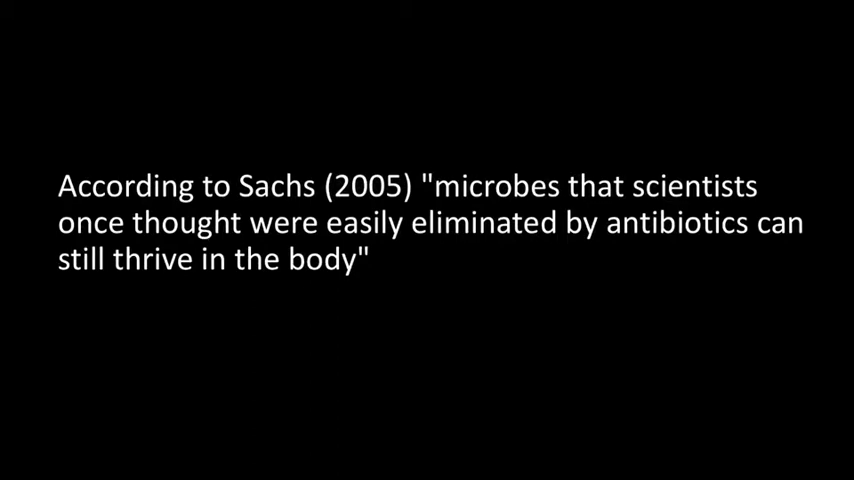 According to Sachs (2005) "microbes that scientists
once thought were easily eliminated by antibiotics can
still thrive in the body"